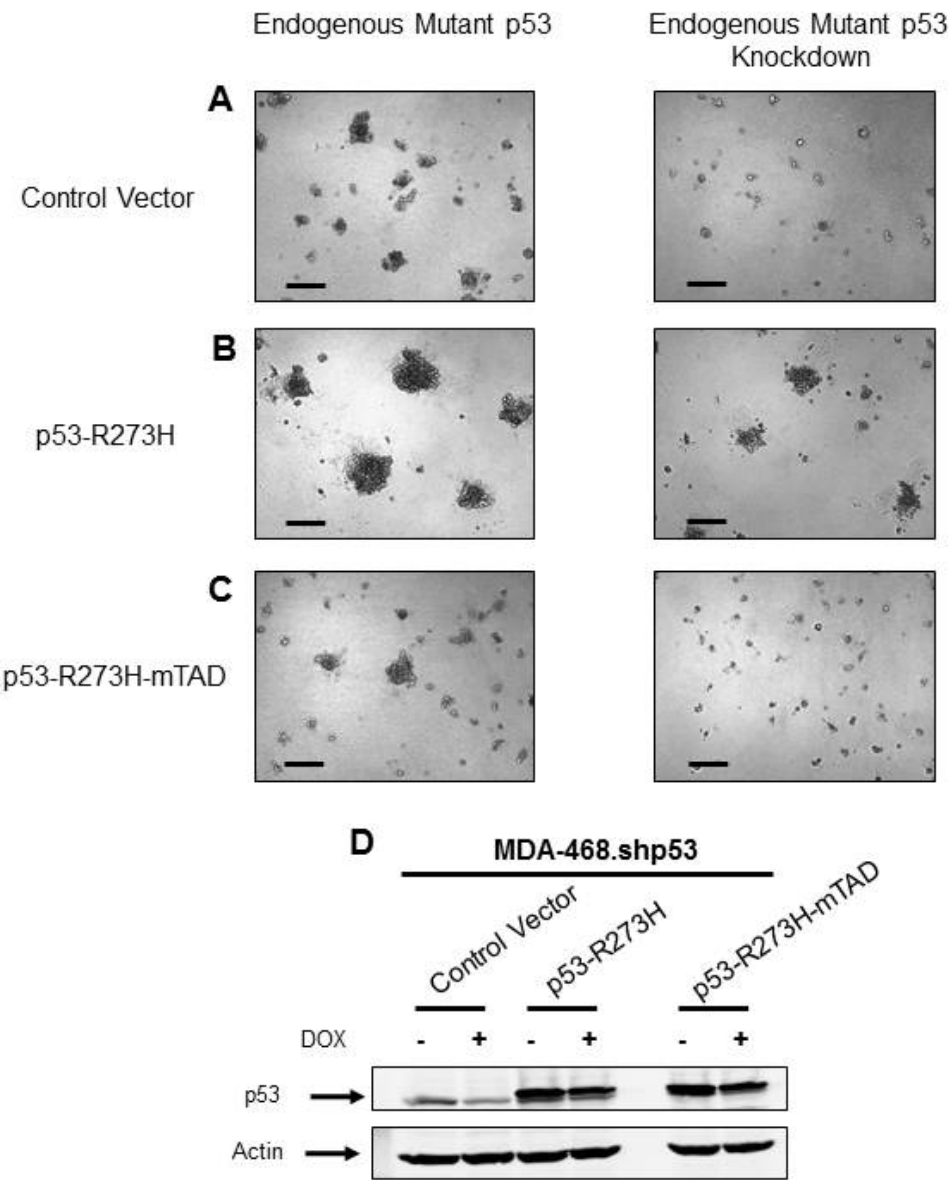 Endogenous Mutant p53
Endogenous Mutant p53
Knockdown
A
Control Vector
B
p53-R273H
C
p53-R273H-mTAD
D
MDA-468.shp53
Control Vector
p53-R273H
p53-R273H-mTAD
DOX - + - + - +
p53
Actin